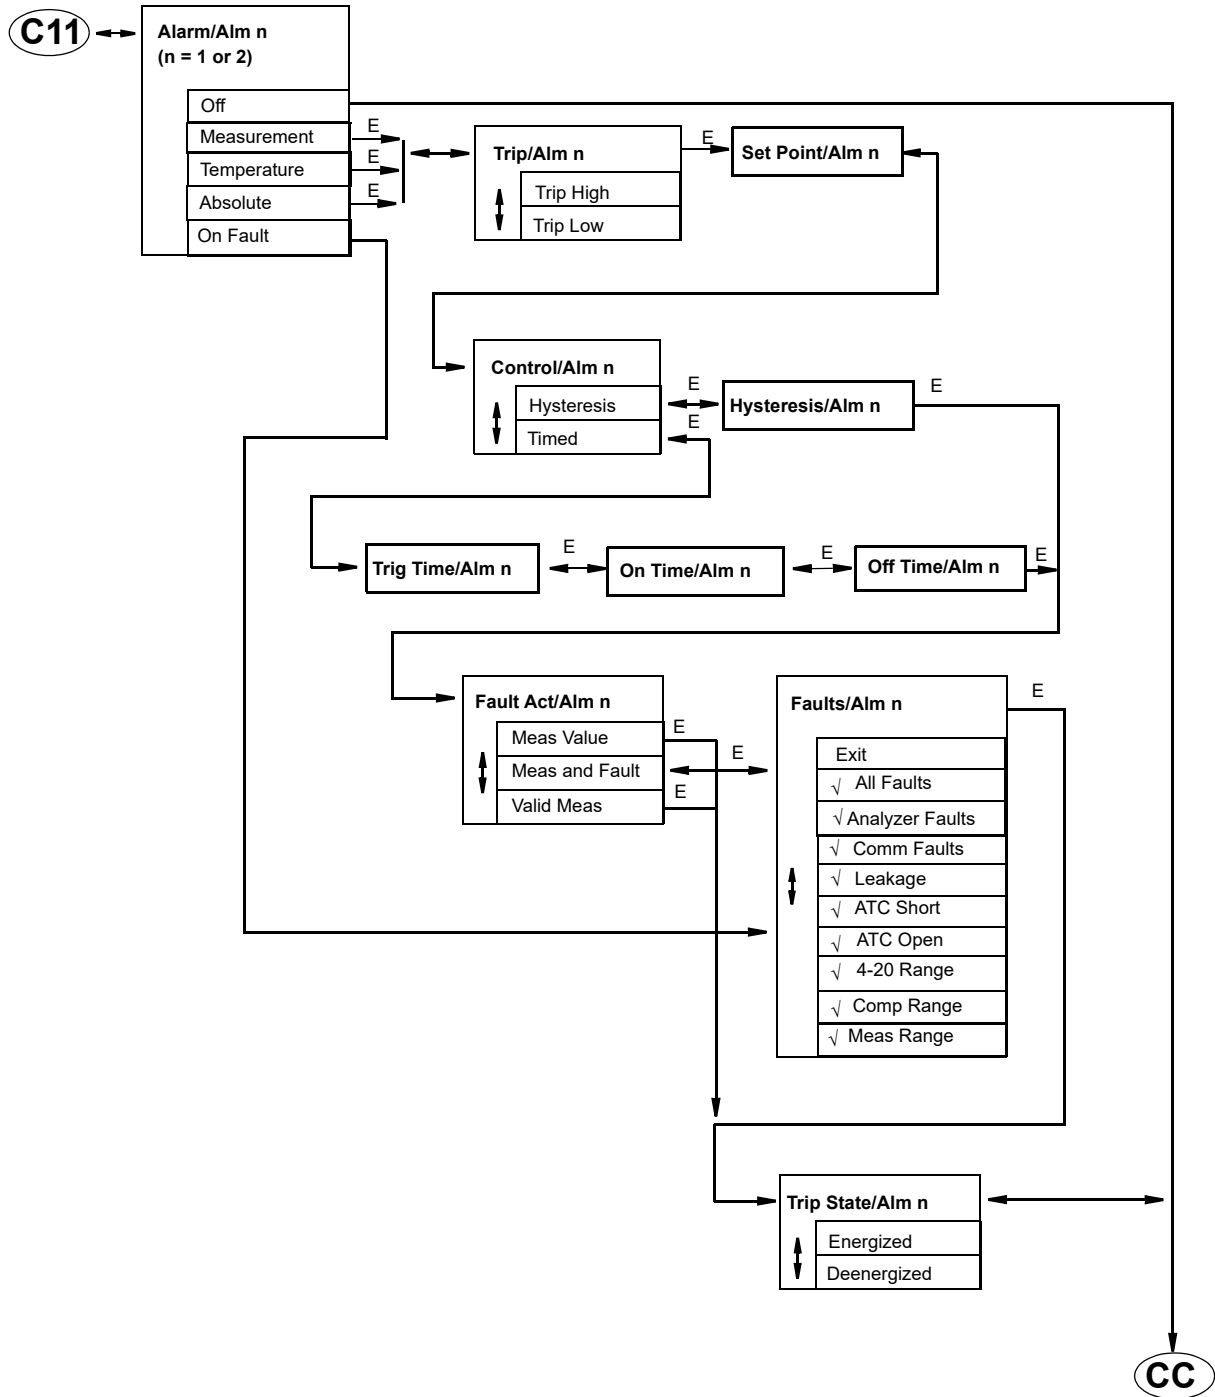 C11
Alarm/Alm n
(n = 1 or 2)
Off
Measurement
E
Temperature
E
Absolute
E
On Fault
Trip/Alm n
Trip High
Trip Low
E
Set Point/Alm n
Control/Alm n
Hysteresis
Timed
E
E
Hysteresis/Alm n
E
Trig Time/Alm n
E
On Time/Alm n
E
Off Time/Alm n
E
Fault Act/Alm n
Meas Value
E
Meas and Fault
E
Valid Meas
E
Faults/Alm n
E
Exit
√ All Faults
√ Analyzer Faults
√ Comm Faults
√ Leakage
√ ATC Short
√ ATC Open
√ 4-20 Range
√ Comp Range
√ Meas Range
Trip State/Alm n
Energized
Deenergized
CC